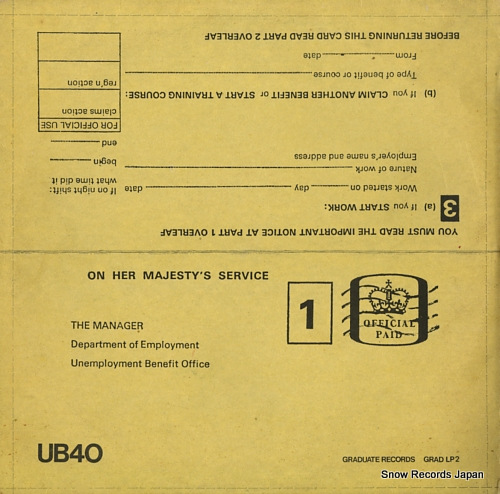 YOU MUST READ THE IMPORTANT NOTICE AT PART 1 OVERLEAF
3 (a) If you START WORK:
Work started on day date
Nature of work
Employer's name and address
If on night shift:
what time did it
begin
end
(b) If you CLAIM ANOTHER BENEFIT or START A TRAINING COURSE:
Type of benefit or course
From date
FOR OFFICIAL USE
claims action
reg'n action
BEFORE RETURNING THIS CARD READ PART 2 OVERLEAF
ON HER MAJESTY'S SERVICE
1
OFFICIAL
PAID
THE MANAGER
Department of Employment
Unemployment Benefit Office
UB40
GRADUATE RECORDS GRAD LP2
Snow Records Japan